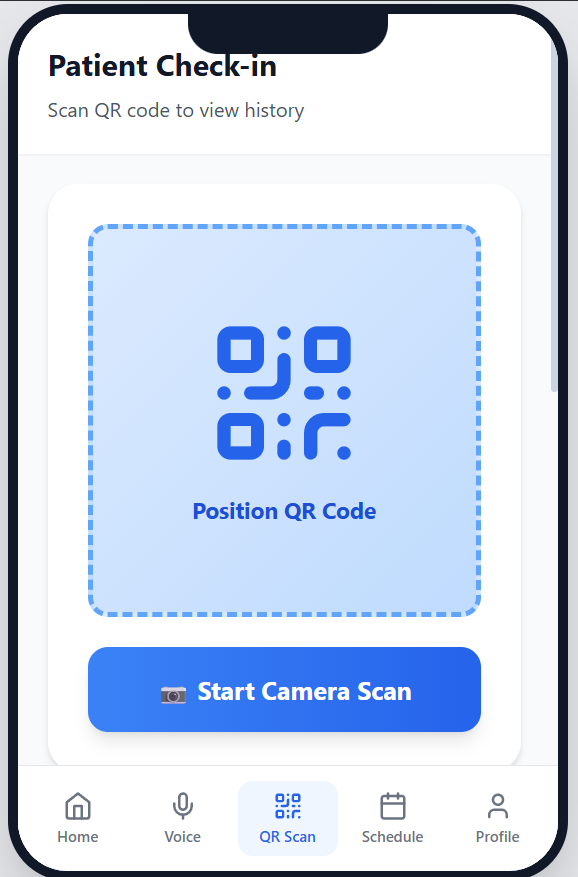 Patient Check-in
Scan QR code to view history
Position QR Code
📷 Start Camera Scan
Home
Voice
QR Scan
Schedule
Profile